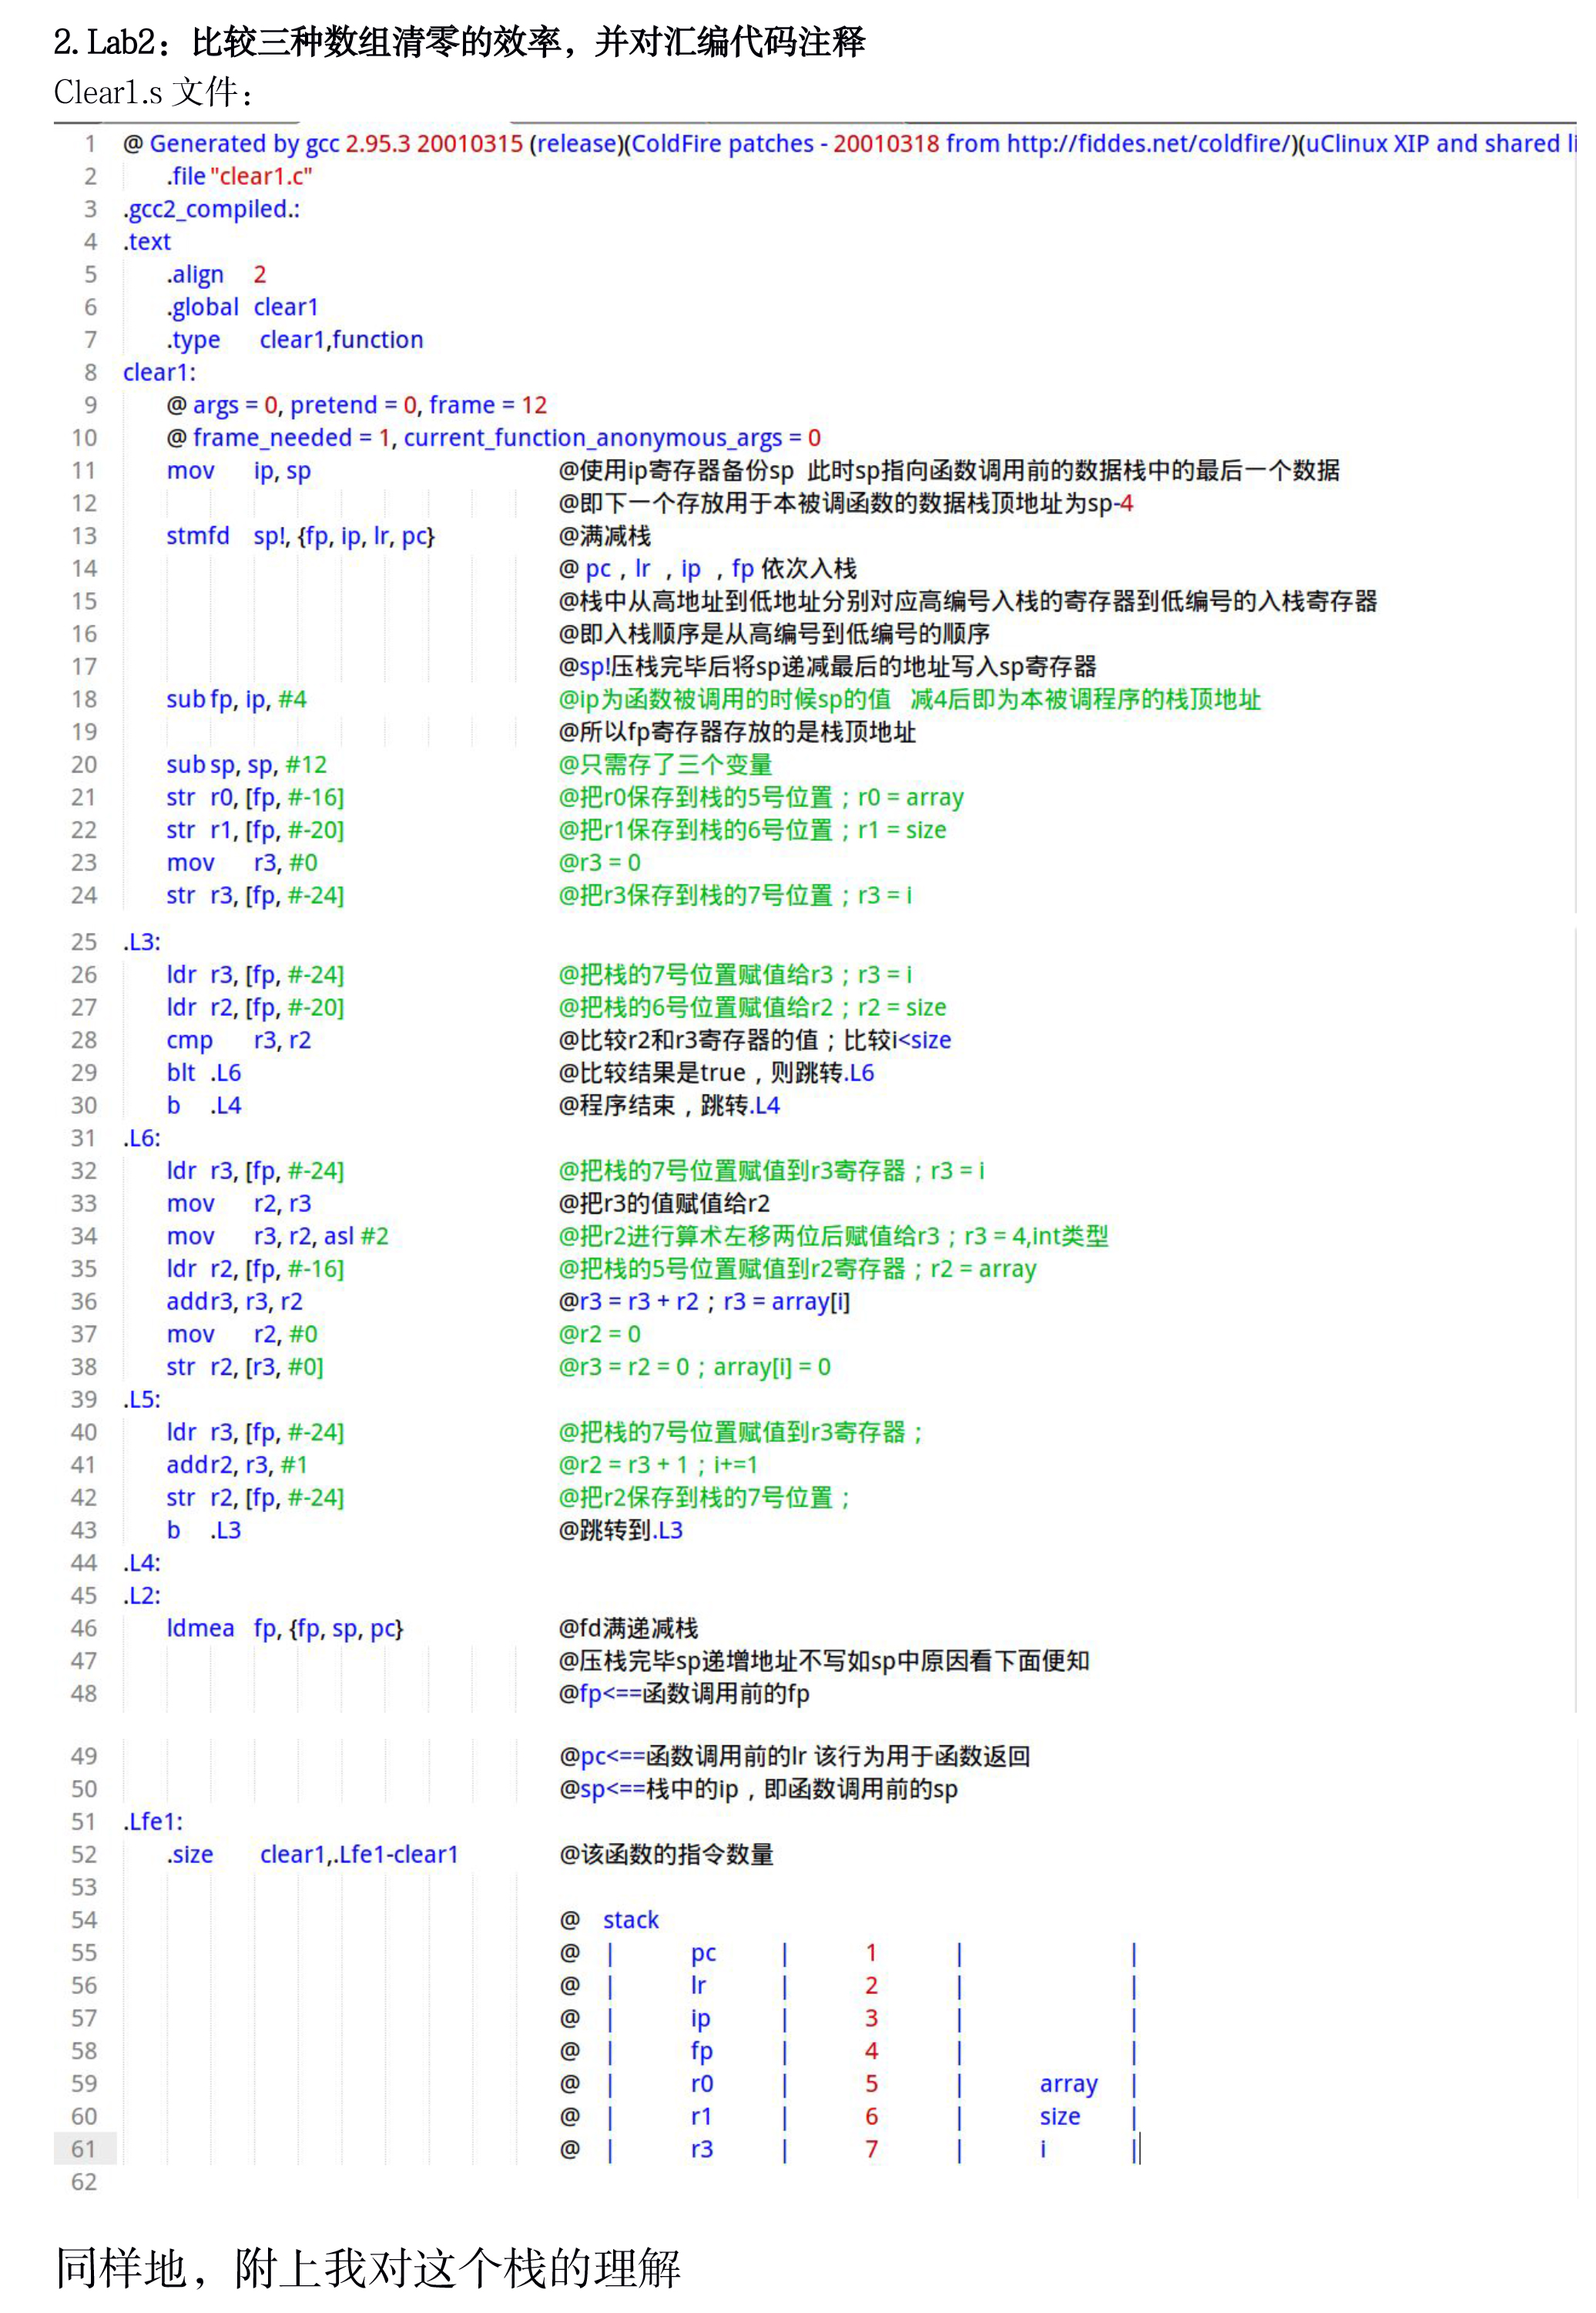 2. Lab2：比较三种数组清零的效率，并对汇编代码注释
Clear1.s 文件：
1 @ Generated by gcc 2.95.3 20010315 (release)(ColdFire patches - 20010318 from http://fiddes.net/coldfire/)(uClinux XIP and shared li
2 .file "clear1.c"
3 .gcc2_compiled.:
4 .text
5 .align 2
6 .global clear1
7 .type clear1,function
8 clear1:
9 @ args = 0, pretend = 0, frame = 12
10 @ frame_needed = 1, current_function_anonymous_args = 0
11 mov ip, sp @使用ip寄存器备份sp 此时sp指向函数调用前的数据栈中的最后一个数据
12 @即下一个存放用于本被调函数的数据栈顶地址为sp-4
13 stmfd sp!, {fp, ip, lr, pc} @满减栈
14 @ pc , lr , ip , fp 依次入栈
15 @栈中从高地址到低地址分别对应高编号入栈的寄存器到低编号的入栈寄存器
16 @即入栈顺序是从高编号到低编号的顺序
17 @sp!压栈完毕后将sp递减最后的地址写入sp寄存器
18 sub fp, ip, #4 @ip为函数被调用的时候sp的值 减4后即为本被调程序的栈顶地址
19 @所以fp寄存器存放的是栈顶地址
20 sub sp, sp, #12 @只需存了三个变量
21 str r0, [fp, #-16] @把r0保存到栈的5号位置；r0 = array
22 str r1, [fp, #-20] @把r1保存到栈的6号位置；r1 = size
23 mov r3, #0 @r3 = 0
24 str r3, [fp, #-24] @把r3保存到栈的7号位置；r3 = i
25 .L3:
26 ldr r3, [fp, #-24] @把栈的7号位置赋值给r3；r3 = i
27 ldr r2, [fp, #-20] @把栈的6号位置赋值给r2；r2 = size
28 cmp r3, r2 @比较r2和r3寄存器的值；比较i<size
29 blt .L6 @比较结果是true，则跳转.L6
30 b .L4 @程序结束，跳转.L4
31 .L6:
32 ldr r3, [fp, #-24] @把栈的7号位置赋值到r3寄存器；r3 = i
33 mov r2, r3 @把r3的值赋值给r2
34 mov r3, r2, asl #2 @把r2进行算术左移两位后赋值给r3；r3 = 4,int类型
35 ldr r2, [fp, #-16] @把栈的5号位置赋值到r2寄存器；r2 = array
36 addr3, r3, r2 @r3 = r3 + r2；r3 = array[i]
37 mov r2, #0 @r2 = 0
38 str r2, [r3, #0] @r3 = r2 = 0；array[i] = 0
39 .L5:
40 ldr r3, [fp, #-24] @把栈的7号位置赋值到r3寄存器；
41 addr2, r3, #1 @r2 = r3 + 1；i+=1
42 str r2, [fp, #-24] @把r2保存到栈的7号位置；
43 b .L3 @跳转到.L3
44 .L4:
45 .L2:
46 ldmea fp, {fp, sp, pc} @fd满递减栈
47 @压栈完毕sp递增地址不写如sp中原因看下面便知
48 @fp<==函数调用前的fp
49 @pc<==函数调用前的lr 该行为用于函数返回
50 @sp<==栈中的ip，即函数调用前的sp
51 .Lfe1:
52 .size clear1,.Lfe1-clear1 @该函数的指令数量
53
54 @ stack
55 @ | pc | 1 | |
56 @ | lr | 2 | |
57 @ | ip | 3 | |
58 @ | fp | 4 | |
59 @ | r0 | 5 | array |
60 @ | r1 | 6 | size |
61 @ | r3 | 7 | i |
62
同样地，附上我对这个栈的理解